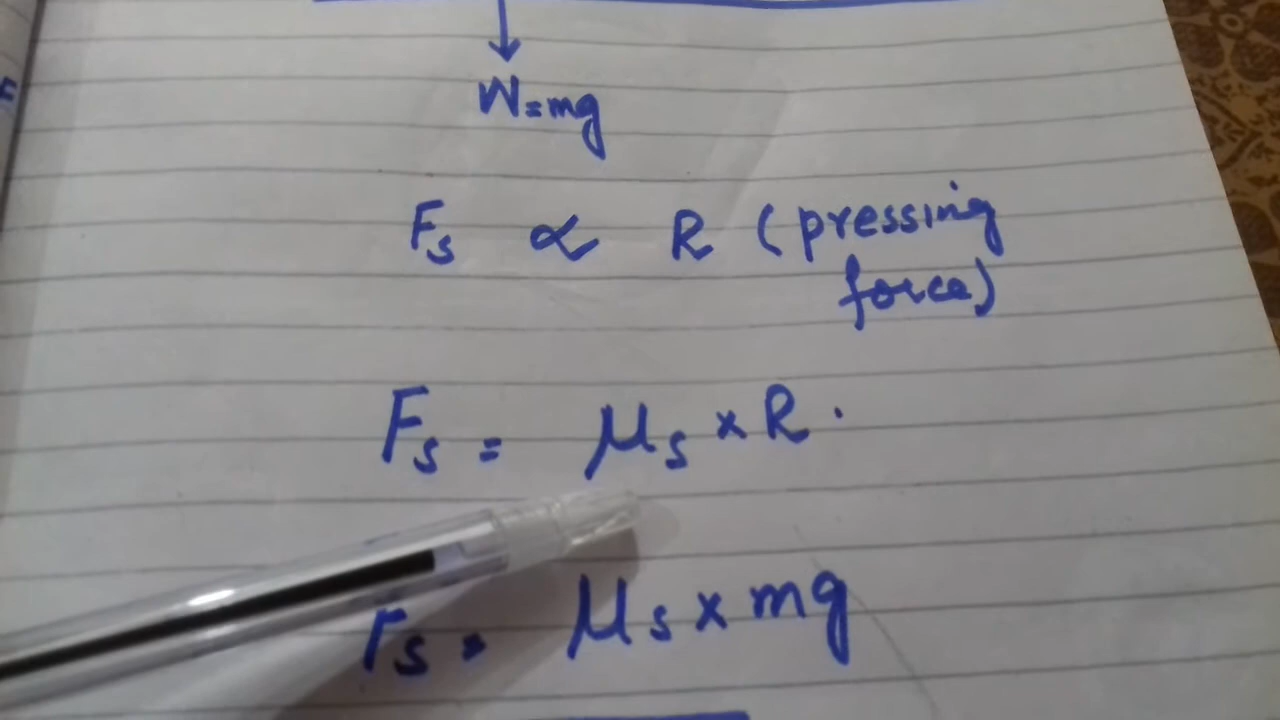 W=mg
Fs ∝ R (pressing
force)
Fs = μs × R.
Fs = μs × mg